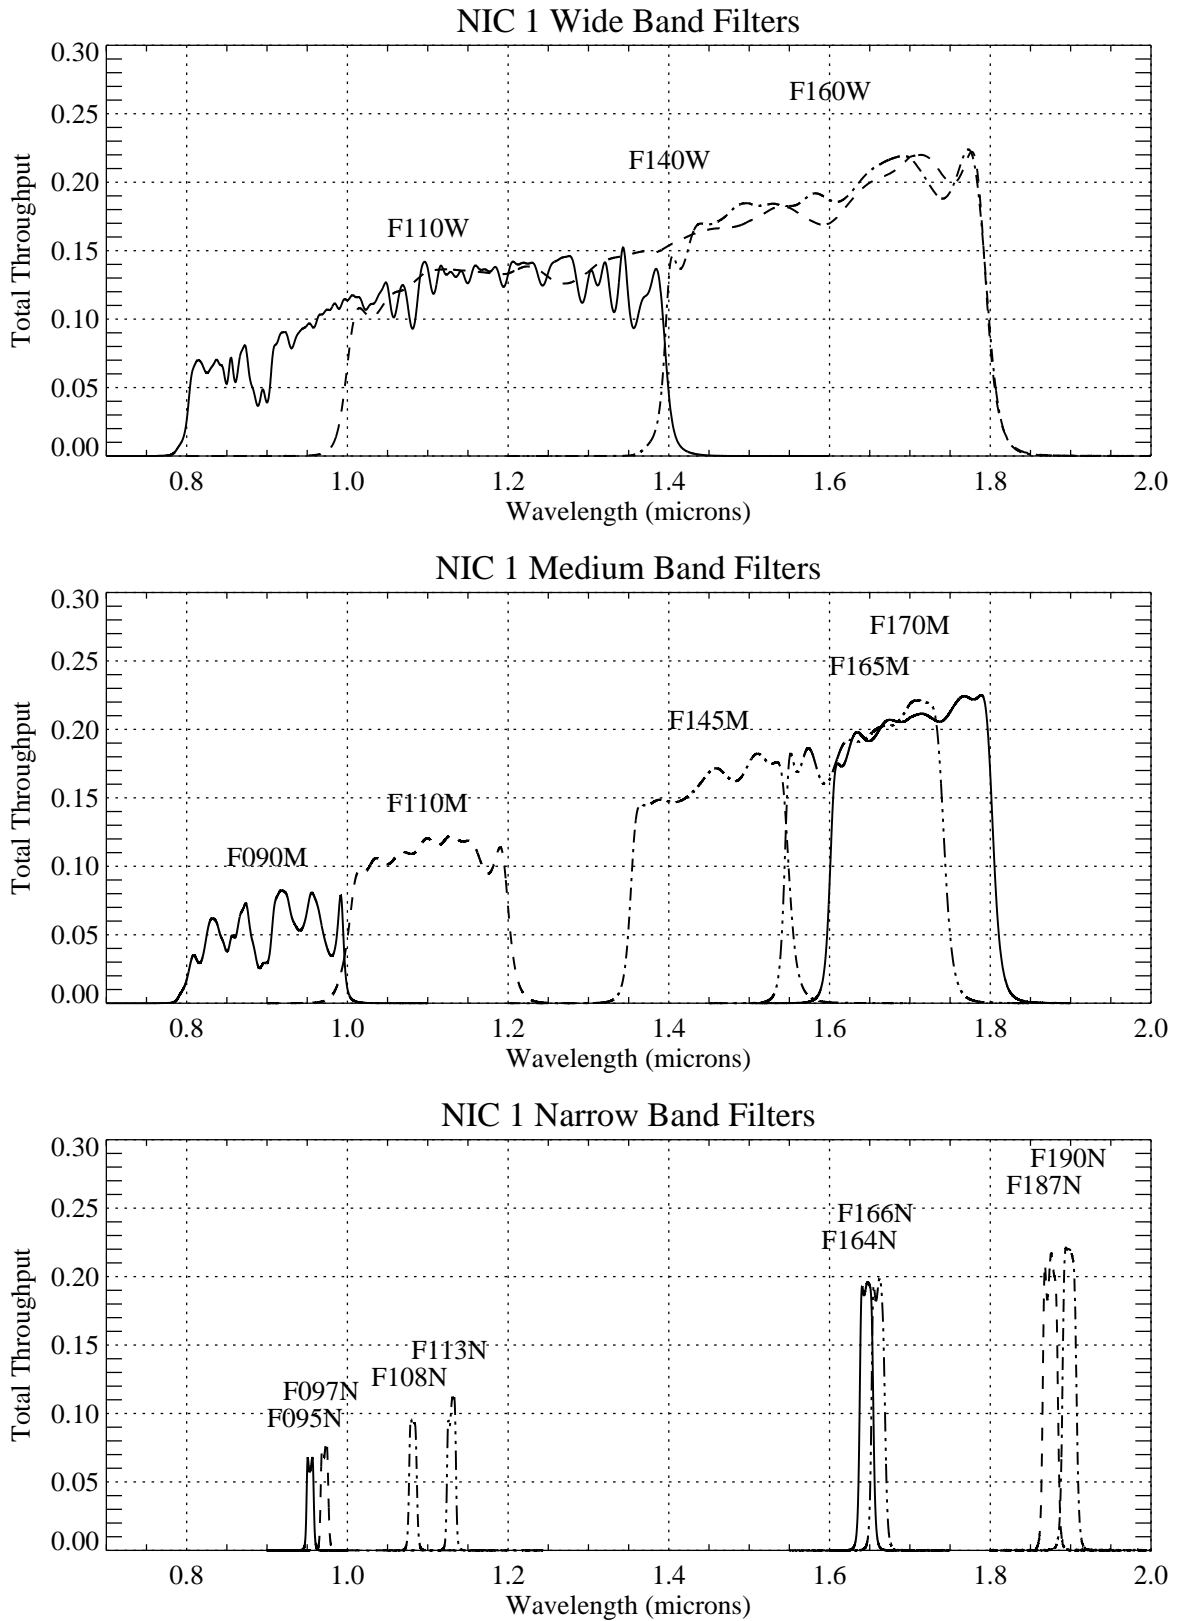 NIC 1 Wide Band Filters
0.30
0.25
0.20
0.15
0.10
0.05
0.00
Total Throughput
F160W
F140W
F110W
0.8 1.0 1.2 1.4 1.6 1.8 2.0
Wavelength (microns)
NIC 1 Medium Band Filters
0.30
0.25
0.20
0.15
0.10
0.05
0.00
Total Throughput
F170M
F165M
F145M
F110M
F090M
0.8 1.0 1.2 1.4 1.6 1.8 2.0
Wavelength (microns)
NIC 1 Narrow Band Filters
0.30
0.25
0.20
0.15
0.10
0.05
0.00
Total Throughput
F190N
F187N
F166N
F164N
F113N
F108N
F097N
F095N
0.8 1.0 1.2 1.4 1.6 1.8 2.0
Wavelength (microns)